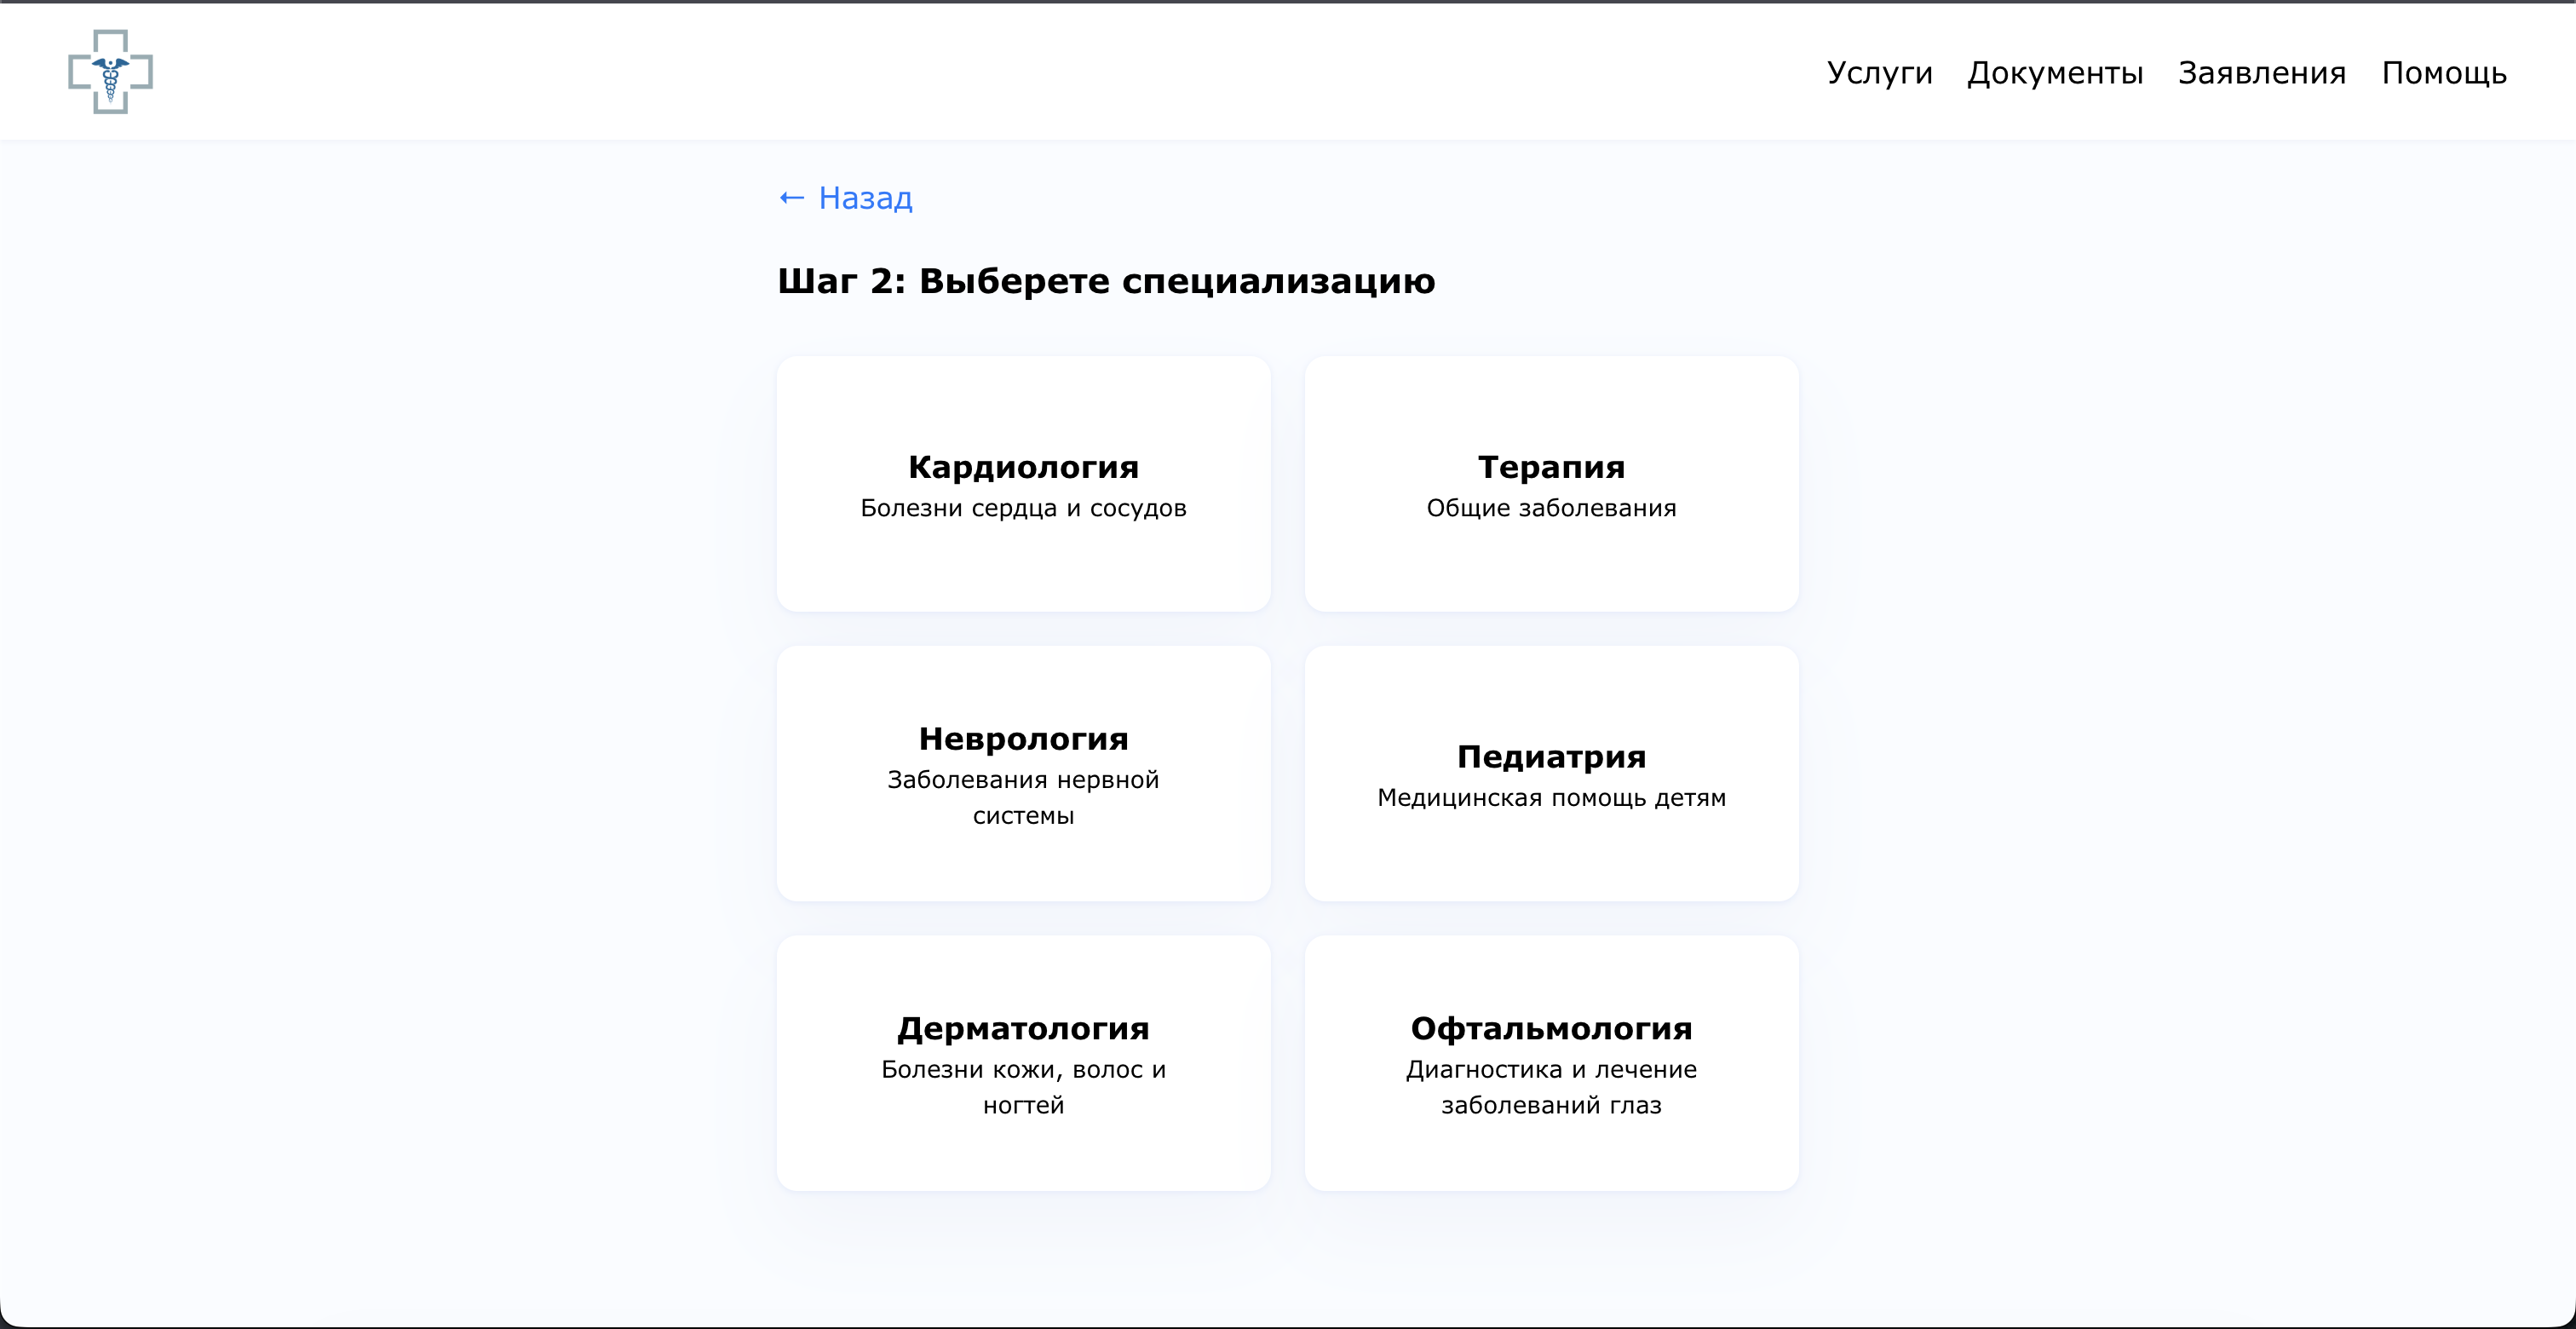 Услуги Документы Заявления Помощь
← Назад
Шаг 2: Выберете специализацию
Кардиология
Болезни сердца и сосудов
Терапия
Общие заболевания
Неврология
Заболевания нервной
системы
Педиатрия
Медицинская помощь детям
Дерматология
Болезни кожи, волос и
ногтей
Офтальмология
Диагностика и лечение
заболеваний глаз